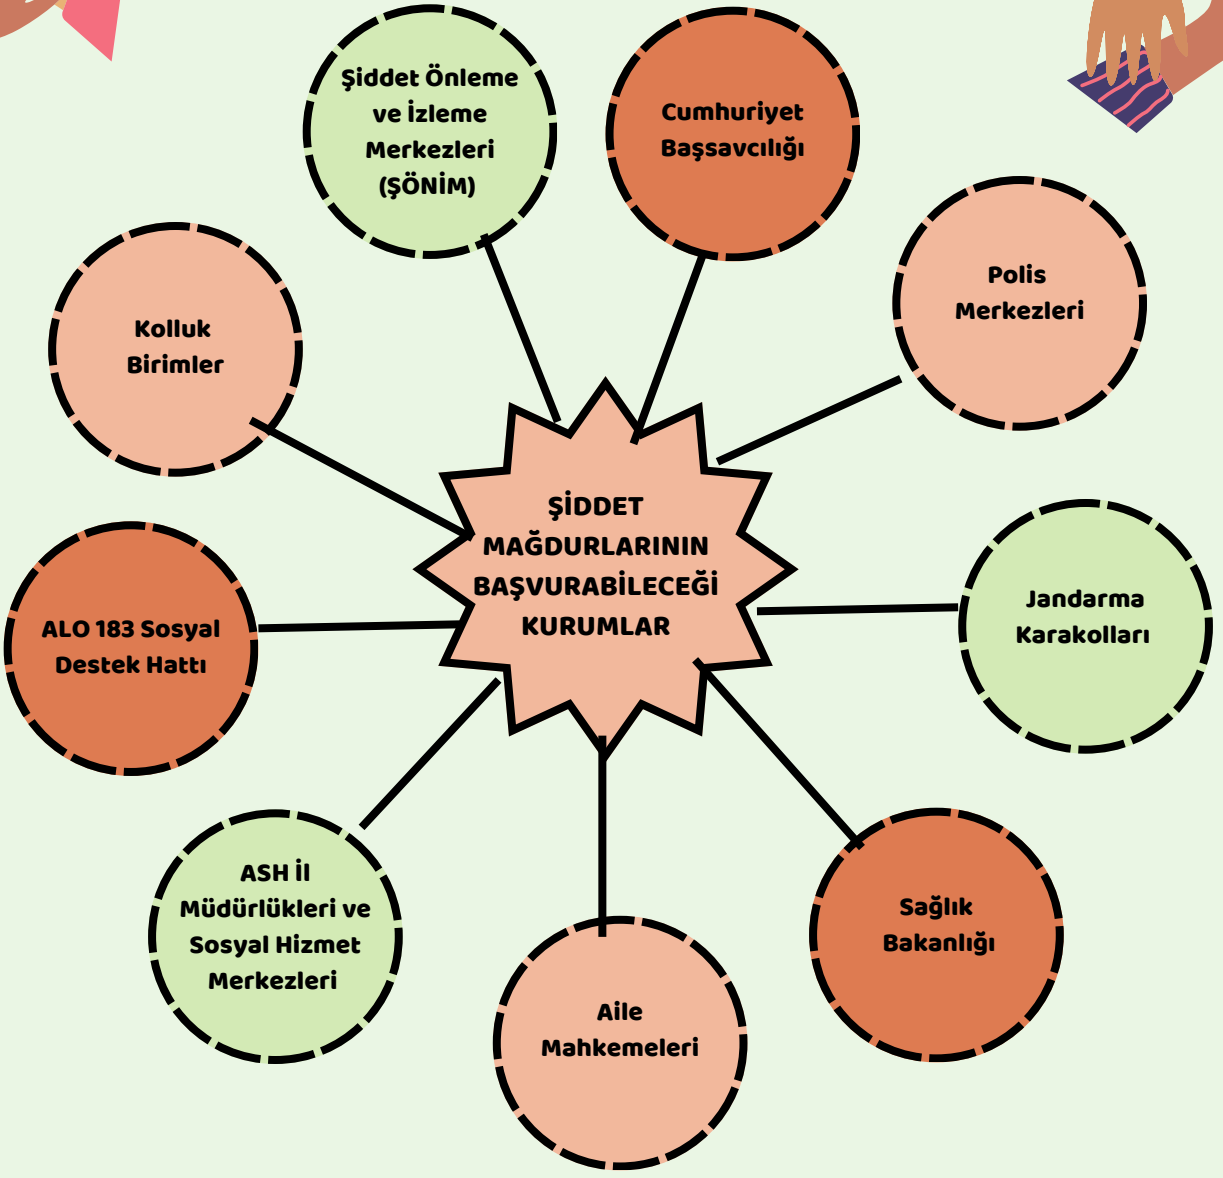 Şiddet Önleme
ve İzleme
Merkezleri
(ŞÖNİM)
Cumhuriyet
Başsavcılığı
Polis
Merkezleri
Kolluk
Birimler
ŞİDDET
MAĞDURLARININ
BAŞVURABİLECEĞİ
KURUMLAR
Jandarma
Karakolları
ALO 183 Sosyal
Destek Hattı
ASH İl
Müdürlükleri ve
Sosyal Hizmet
Merkezleri
Sağlık
Bakanlığı
Aile
Mahkemeleri